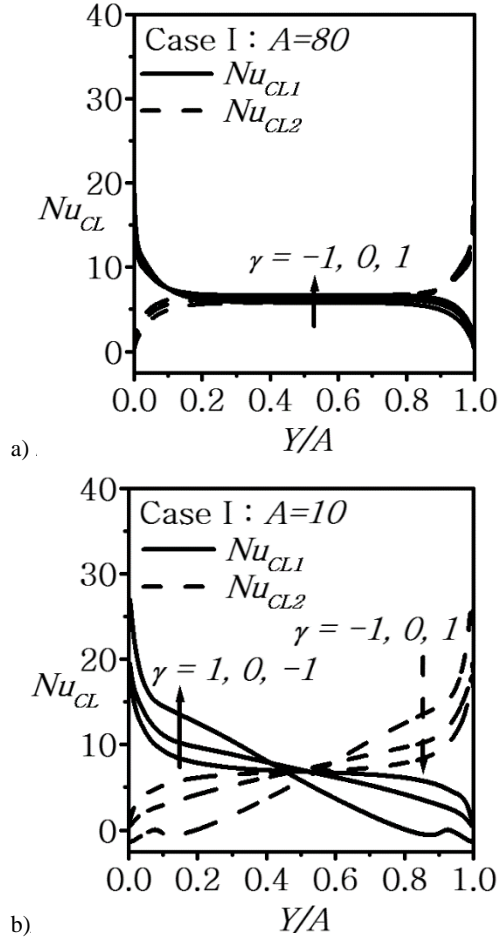 40
Case I : A=80
Nu_CL1
30
Nu_CL2
20
Nu_CL
γ = −1, 0, 1
10
0
0.0 0.2 0.4 0.6 0.8 1.0
Y/A
a) .
40
Case I : A=10
Nu_CL1
30
Nu_CL2
γ = −1, 0, 1
20
Nu_CL
γ = 1, 0, −1
10
0
0.0 0.2 0.4 0.6 0.8 1.0
Y/A
b)